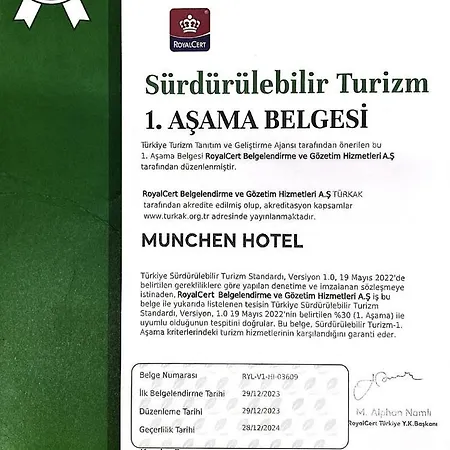 ROYALCERT
Sürdürülebilir Turizm
1. AŞAMA BELGESİ
Türkiye Turizm Tanıtım ve Geliştirme Ajansı tarafından önerilen bu
1. Aşama Belgesi RoyalCert Belgelendirme ve Gözetim Hizmetleri A.Ş
tarafından düzenlenmiştir.
RoyalCert Belgelendirme ve Gözetim Hizmetleri A.Ş TÜRKAK
tarafından akredite edilmiş olup, akreditasyon kapsamlar
www.turkak.org.tr adresinde yayınlanmaktadır.
MUNCHEN HOTEL
Türkiye Sürdürülebilir Turizm Standardı, Versiyon 1.0, 19 Mayıs 2022'de
belirtilen gerekliliklere göre yapılan denetime ve imzalanan sözleşmeye
istinaden. RoyalCert Belgelendirme ve Gözetim Hizmetleri A.Ş iş bu
belge ile yukarıda listelenen tesisin Türkiye Sürdürülebilir Turizm
Standardı, Versiyon, 1.0 19 Mayıs 2022'nin belirtilen %30 (1. Aşama) ile
uyumlu olduğunun tespitini doğrular. Bu belge, Sürdürülebilir Turizm-1.
Aşama kriterlerindeki turizm hizmetlerinin karşılandığını garanti eder.
Belge Numarası RYL-V1-HI-03609
İlk Belgelendirme Tarihi 29/12/2023
Düzenleme Tarihi 29/12/2023
Geçerlilik Tarihi 28/12/2024
M. Alphan Namlı
RoyalCert Türkiye Y.K.Başkanı